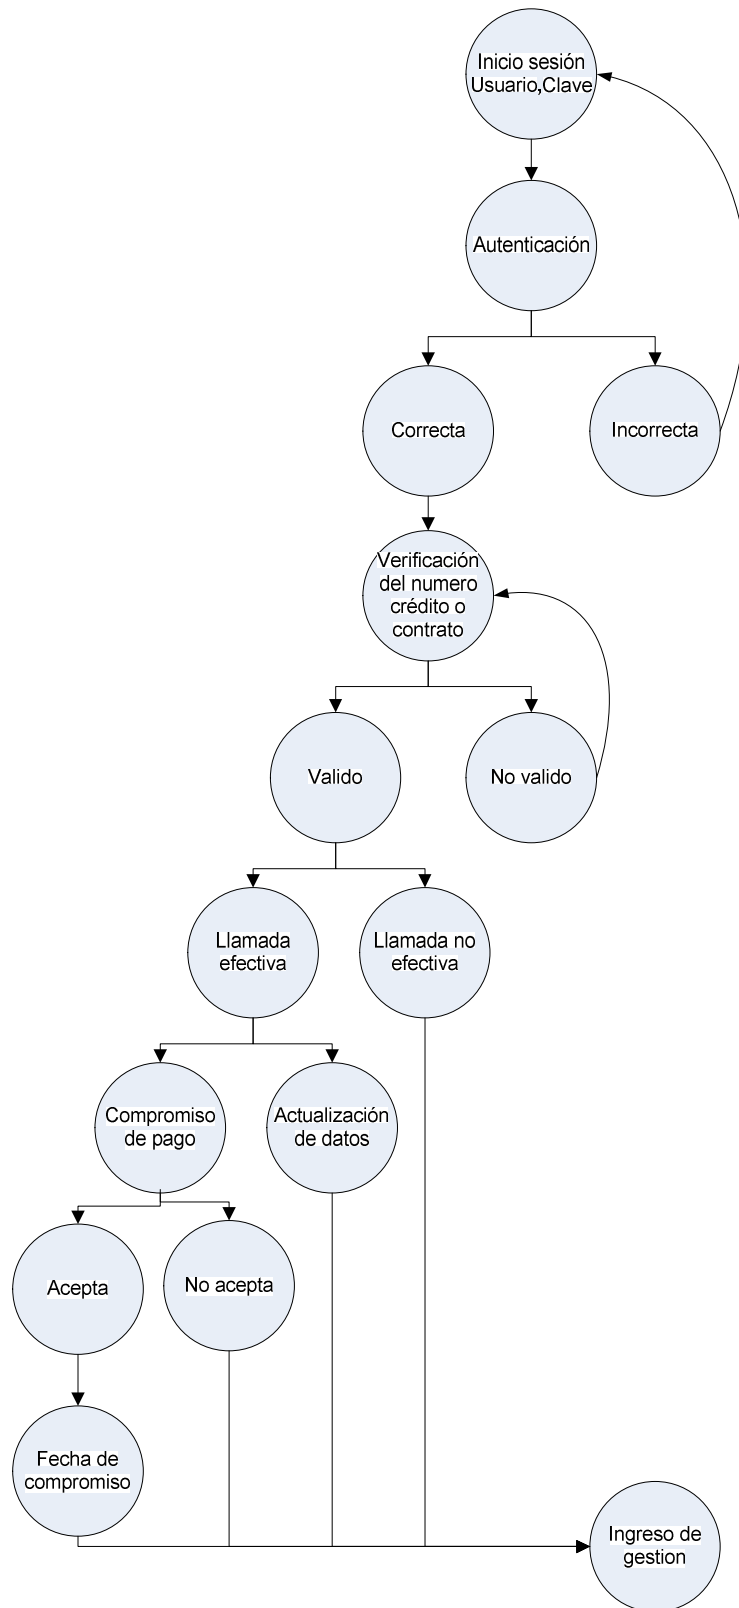 Inicio sesión
Usuario,Clave
Autenticación
Correcta
Incorrecta
Verificación
del numero
crédito o
contrato
Valido
No valido
Llamada
efectiva
Llamada no
efectiva
Compromiso
de pago
Actualización
de datos
Acepta
No acepta
Fecha de
compromiso
Ingreso de
gestion